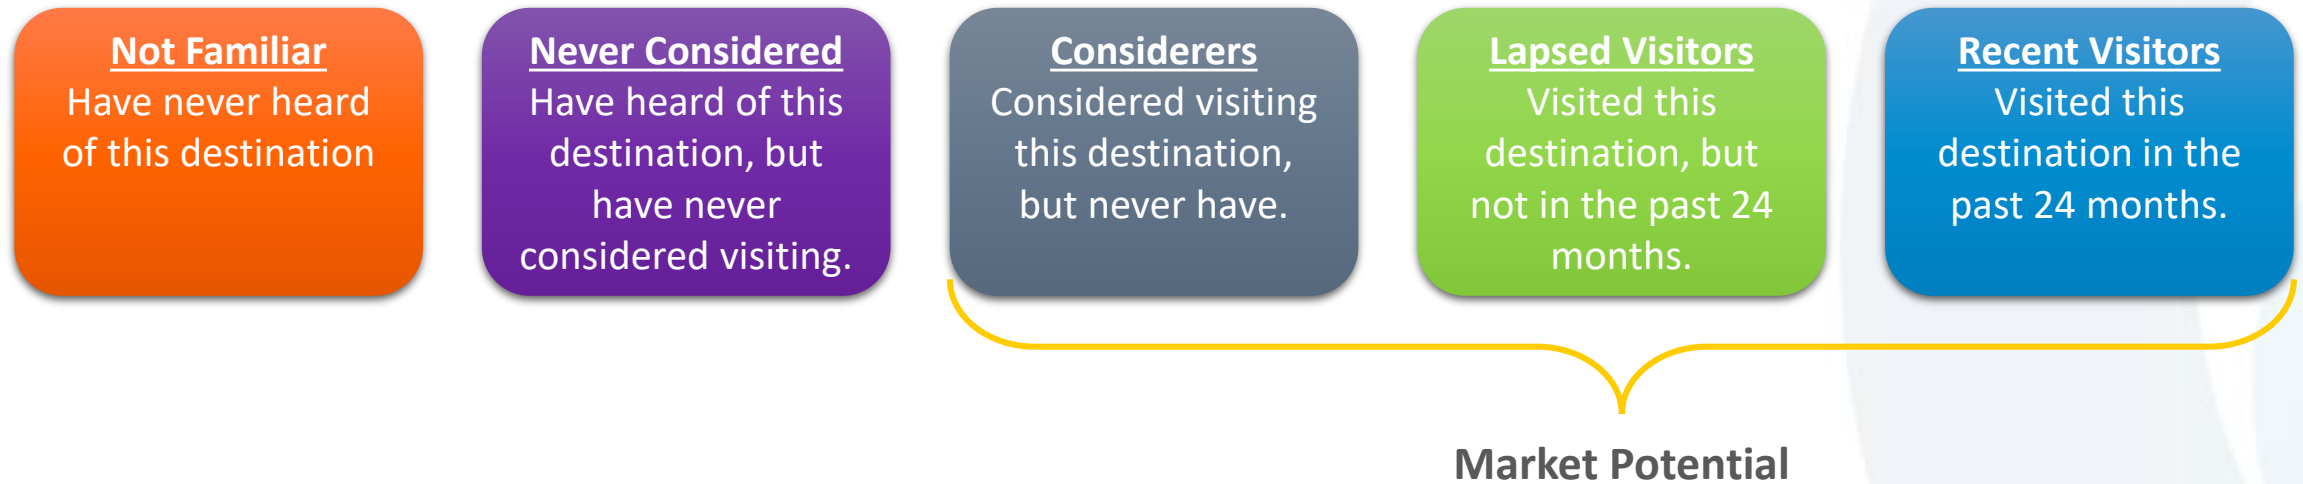 Not Familiar
Have never heard
of this destination
Never Considered
Have heard of this
destination, but
have never
considered visiting.
Considerers
Considered visiting
this destination,
but never have.
Lapsed Visitors
Visited this
destination, but
not in the past 24
months.
Recent Visitors
Visited this
destination in the
past 24 months.
Market Potential